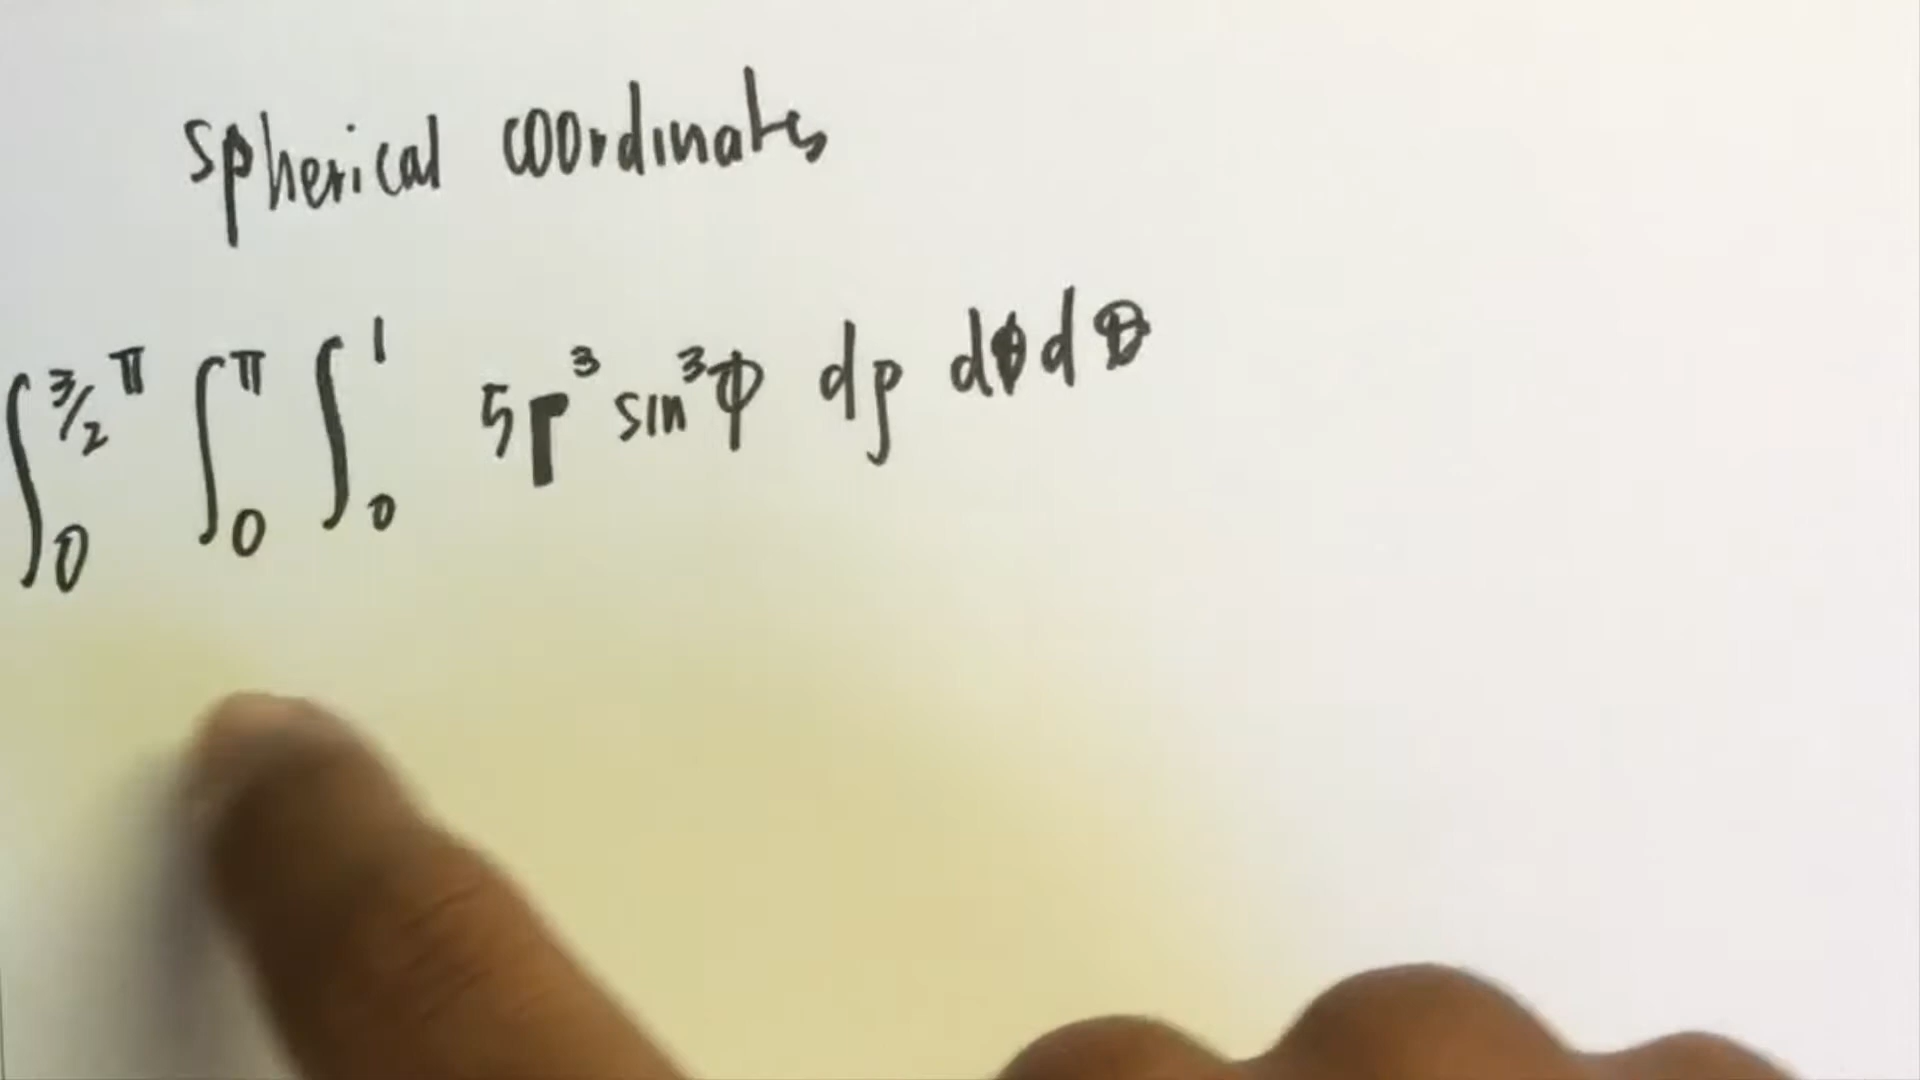 spherical coordinates
∫₀^{3/2 π} ∫₀^π ∫₀^1 5ρ³ sin³φ dρ dϕ dθ